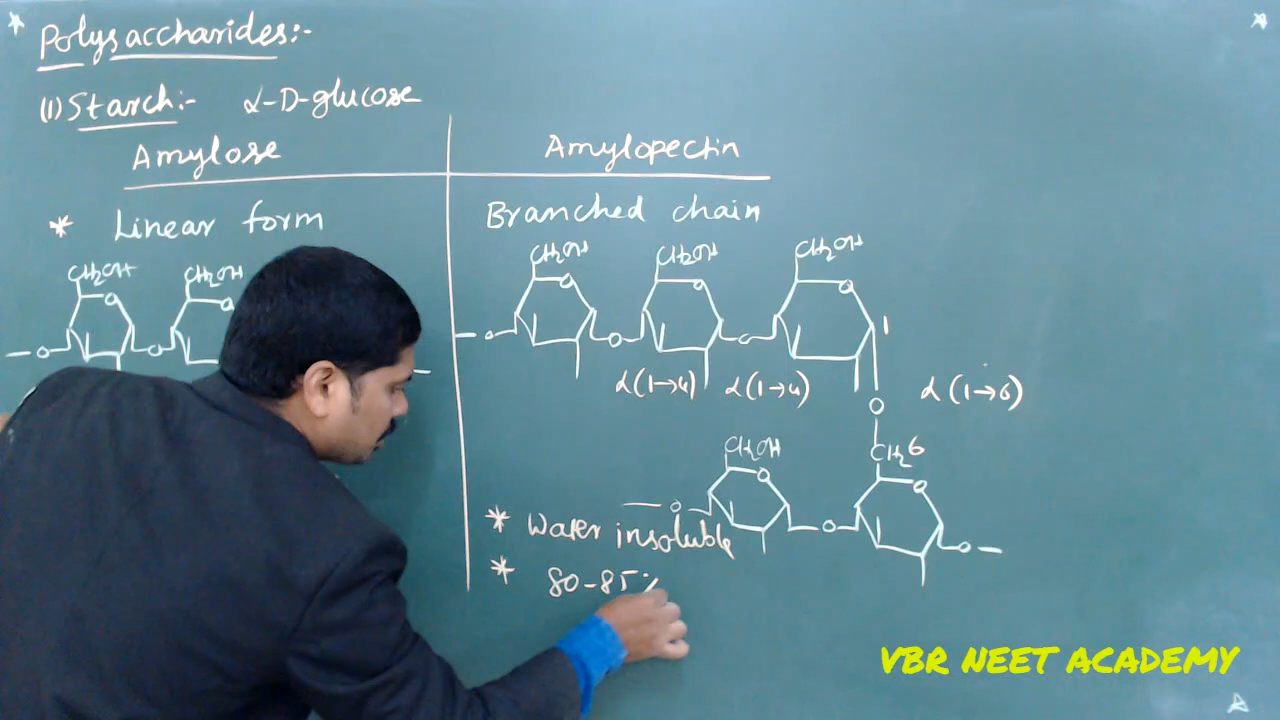 Polysaccharides:-
(1) Starch:- α-D-glucose
Amylose
Amylopectin
* Linear form
Branched chain
CH2OH CH2OH
CH2OH CH2OH CH2OH
O O
O O O
O O
O O O 1
α(1→4) α(1→4) α(1→6)
O
CH2OH CH2 6
O O
O O O
* Water insoluble
* 80-85%
VBR NEET ACADEMY